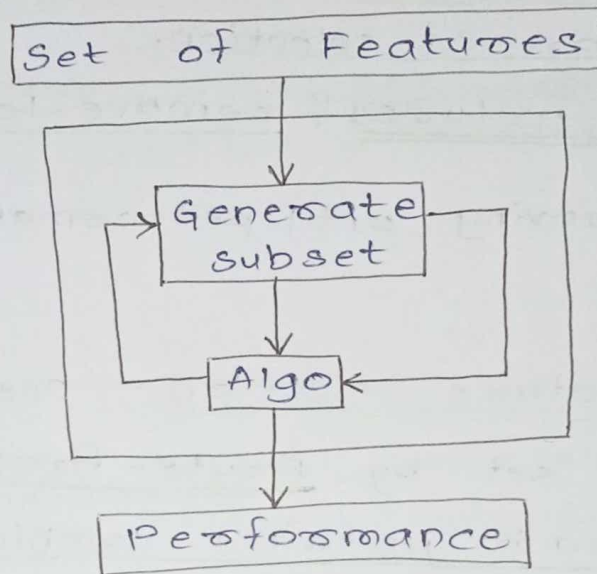 Set of Features
Generate
subset
Algo
Performance